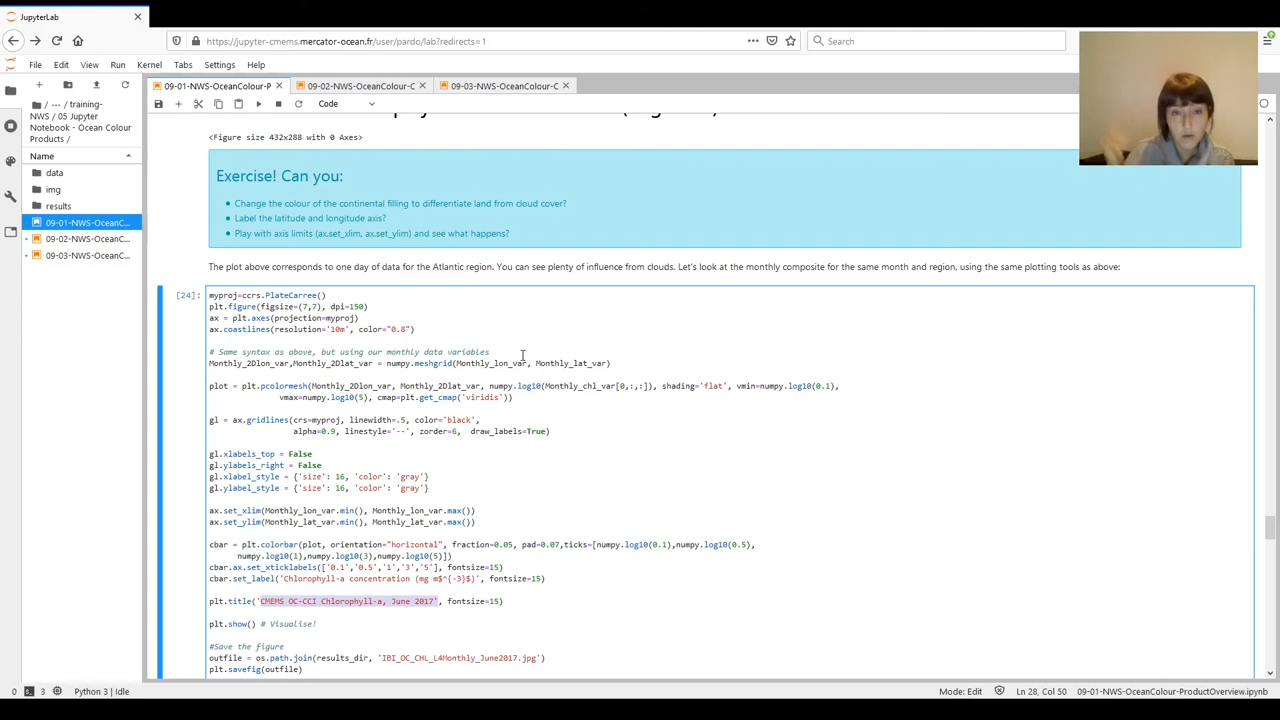 JupyterLab
https://jupyter-cmems.mercator-ocean.fr/user/pardo/lab?redirects=1
Search
File Edit View Run Kernel Tabs Settings Help
09-01-NWS-OceanColour-P
09-02-NWS-OceanColour-C
09-03-NWS-OceanColour-C
Code
/ ··· / training-
NWS / 05 Jupyter
Notebook - Ocean Colour
Products /
Name
data
img
results
09-01-NWS-OceanC...
09-02-NWS-OceanC...
09-03-NWS-OceanC...
<Figure size 432x288 with 0 Axes>
Exercise! Can you:
Change the colour of the continental filling to differentiate land from cloud cover?
Label the latitude and longitude axis?
Play with axis limits (ax.set_xlim, ax.set_ylim) and see what happens?
The plot above corresponds to one day of data for the Atlantic region. You can see plenty of influence from clouds. Let's look at the monthly composite for the same month and region, using the same plotting tools as above:
[24]:
myproj=ccrs.PlateCarree()
plt.figure(figsize=(7,7), dpi=150)
ax = plt.axes(projection=myproj)
ax.coastlines(resolution='10m', color="0.8")
# Same syntax as above, but using our monthly data variables
Monthly_2Dlon_var,Monthly_2Dlat_var = numpy.meshgrid(Monthly_lon_var, Monthly_lat_var)
plot = plt.pcolormesh(Monthly_2Dlon_var, Monthly_2Dlat_var, numpy.log10(Monthly_chl_var[0,:,:]), shading='flat', vmin=numpy.log10(0.1),
vmax=numpy.log10(5), cmap=plt.get_cmap('viridis'))
gl = ax.gridlines(crs=myproj, linewidth=.5, color='black',
alpha=0.9, linestyle='--', zorder=6, draw_labels=True)
gl.xlabels_top = False
gl.ylabels_right = False
gl.xlabel_style = {'size': 16, 'color': 'gray'}
gl.ylabel_style = {'size': 16, 'color': 'gray'}
ax.set_xlim(Monthly_lon_var.min(), Monthly_lon_var.max())
ax.set_ylim(Monthly_lat_var.min(), Monthly_lat_var.max())
cbar = plt.colorbar(plot, orientation="horizontal", fraction=0.05, pad=0.07,ticks=[numpy.log10(0.1),numpy.log10(0.5),
numpy.log10(1),numpy.log10(3),numpy.log10(5)])
cbar.ax.set_xticklabels(['0.1','0.5','1','3','5'], fontsize=15)
cbar.set_label('Chlorophyll-a concentration (mg m$^{-3}$)', fontsize=15)
plt.title('CMEMS OC-CCI Chlorophyll-a, June 2017', fontsize=15)
plt.show() # Visualise!
#Save the figure
outfile = os.path.join(results_dir, 'IBI_OC_CHL_L4Monthly_June2017.jpg')
plt.savefig(outfile)
0 3 Python 3 | Idle
Mode: Edit Ln 28, Col 50 09-01-NWS-OceanColour-ProductOverview.ipynb